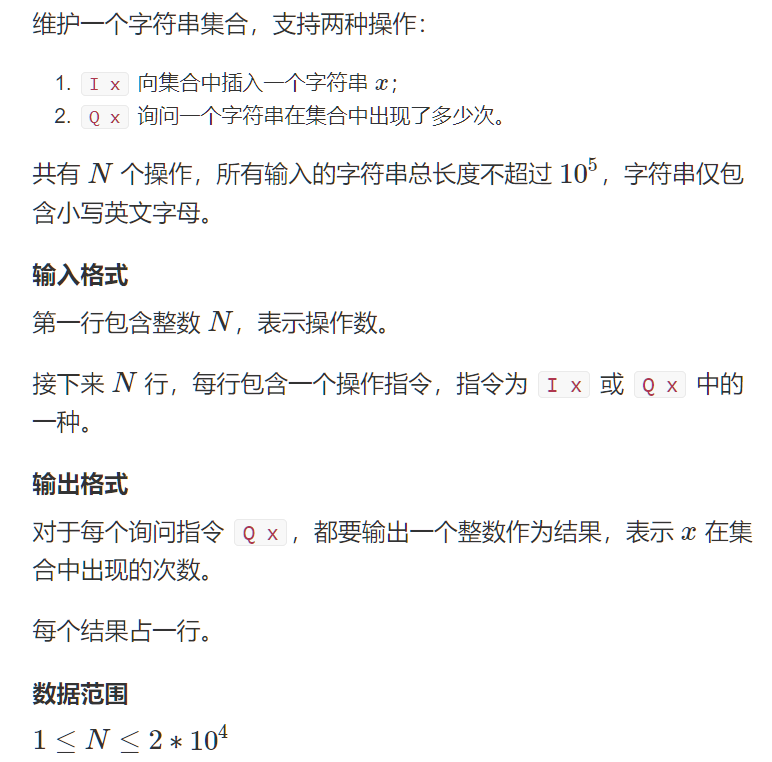 维护一个字符串集合，支持两种操作：
1. I x 向集合中插入一个字符串 x；
2. Q x 询问一个字符串在集合中出现了多少次。
共有 N 个操作，所有输入的字符串总长度不超过 10^5，字符串仅包
含小写英文字母。
输入格式
第一行包含整数 N，表示操作数。
接下来 N 行，每行包含一个操作指令，指令为 I x 或 Q x 中的
一种。
输出格式
对于每个询问指令 Q x，都要输出一个整数作为结果，表示 x 在集
合中出现的次数。
每个结果占一行。
数据范围
1 ≤ N ≤ 2 * 10^4